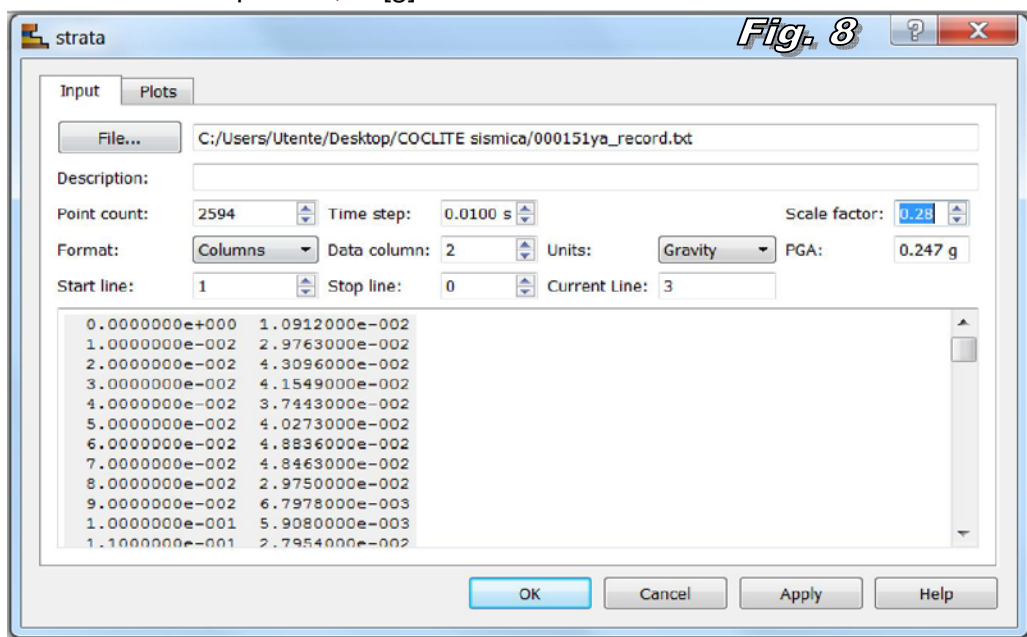 strata
Fig. 8
Input Plots
File... C:/Users/Utente/Desktop/COCLITE sismica/000151ya_record.txt
Description:
Point count: 2594 Time step: 0.0100 s Scale factor: 0.28
Format: Columns Data column: 2 Units: Gravity PGA: 0.247 g
Start line: 1 Stop line: 0 Current Line: 3
0.0000000e+000 1.0912000e-002
1.0000000e-002 2.9763000e-002
2.0000000e-002 4.3096000e-002
3.0000000e-002 4.1549000e-002
4.0000000e-002 3.7443000e-002
5.0000000e-002 4.0273000e-002
6.0000000e-002 4.8836000e-002
7.0000000e-002 4.8463000e-002
8.0000000e-002 2.9750000e-002
9.0000000e-002 6.7978000e-003
1.0000000e-001 5.9080000e-003
1.1000000e-001 2.7954000e-002
OK Cancel Apply Help